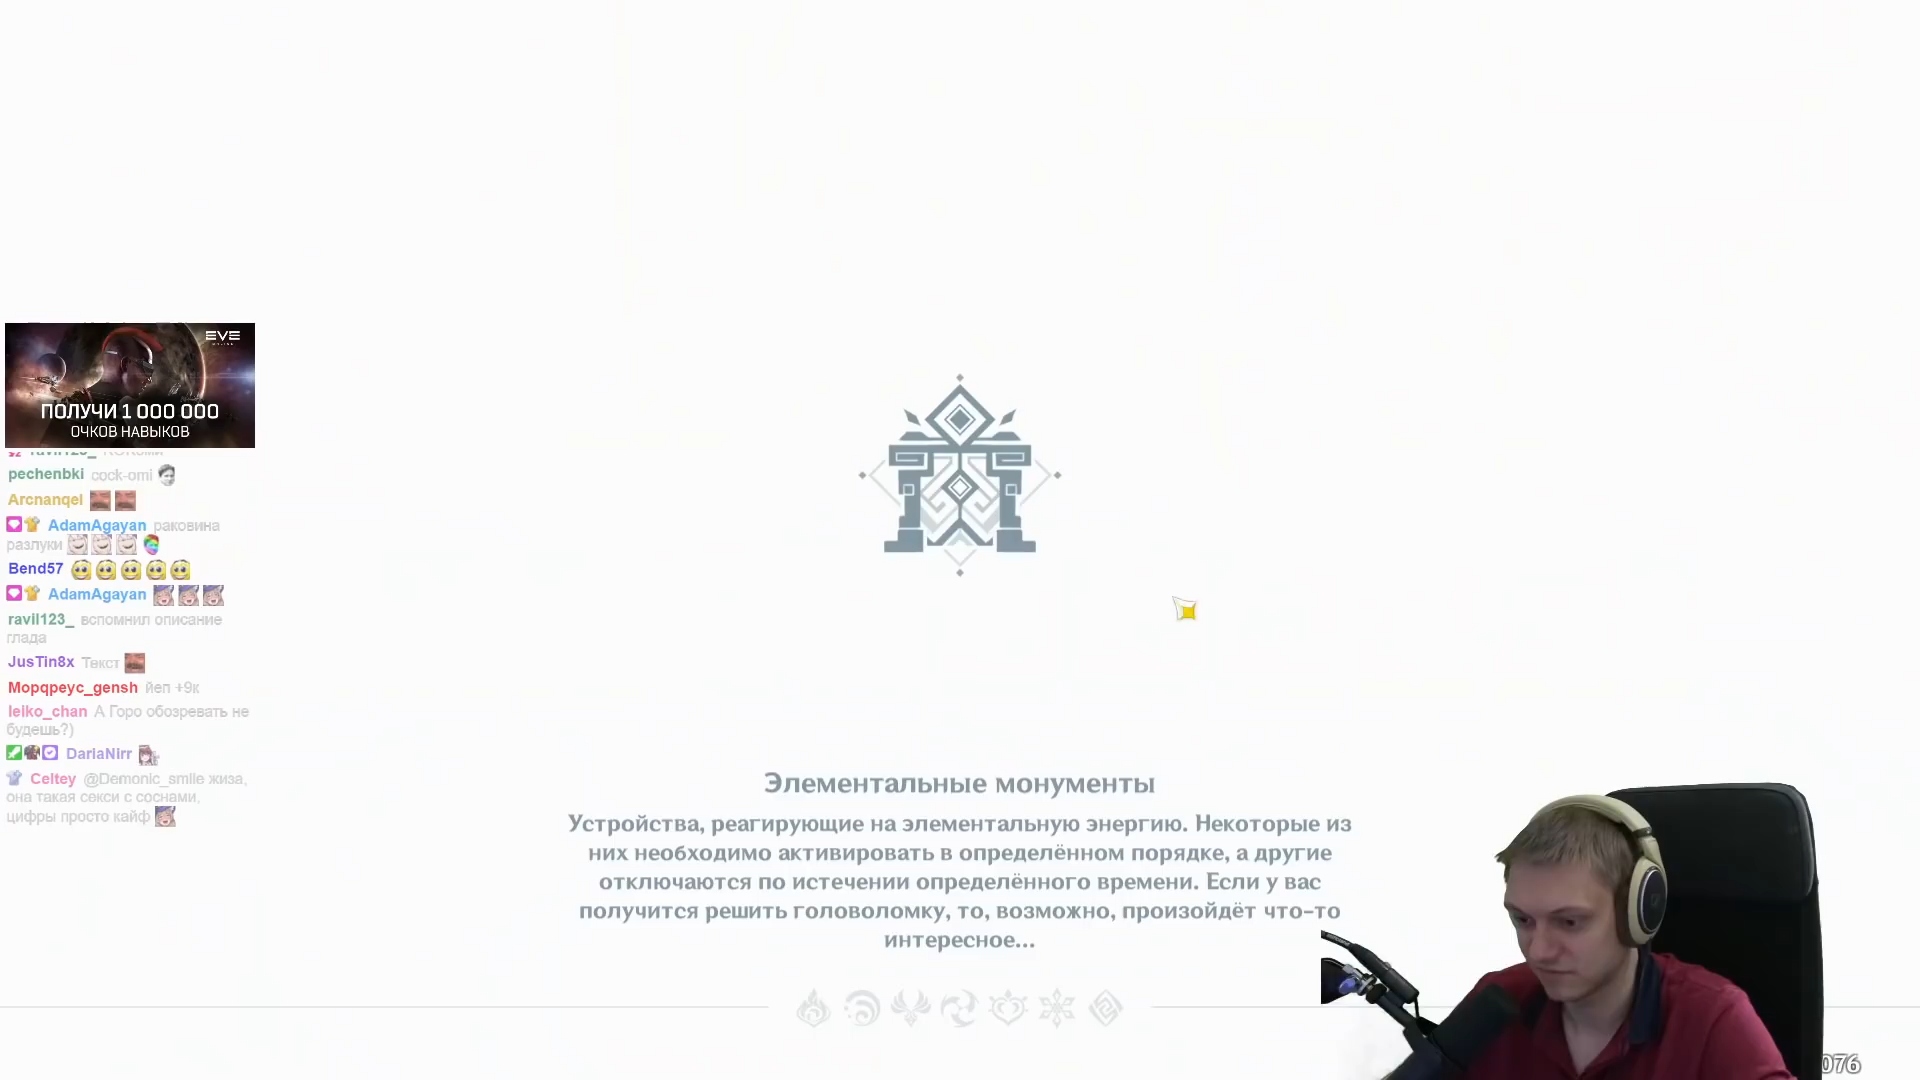 EVE
ONLINE
ПОЛУЧИ 1 000 000
ОЧКОВ НАВЫКОВ
pechenbki cock-omi
Arcnanqel
AdamAgayan раковина
разлуки
Bend57
AdamAgayan
ravil123_ вспомнил описание
глада
JusTin8x Текст
Mopqpeyc_gensh йеп +9к
leiko_chan А Горо обозревать не
будешь?)
DarlaNirr
Celtey @Demonic_smile жиза,
она такая секси с соснами,
цифры просто кайф
Элементальные монументы
Устройства, реагирующие на элементальную энергию. Некоторые из
них необходимо активировать в определённом порядке, а другие
отключаются по истечении определённого времени. Если у вас
получится решить головоломку, то, возможно, произойдёт что-то
интересное...
076